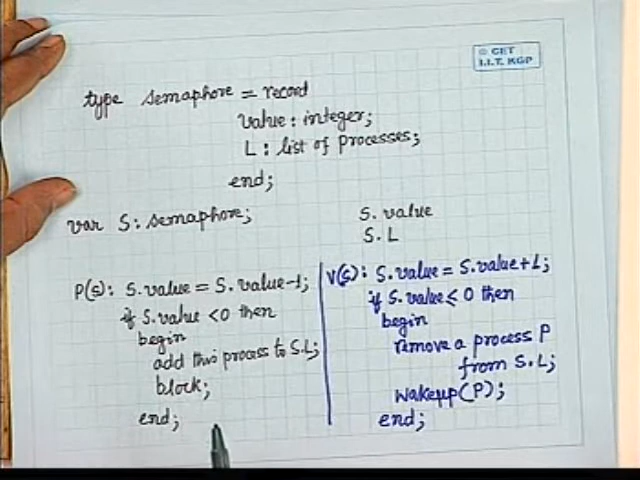 © CET
I.I.T. KGP
type semaphore = record
value : integer;
L : list of processes;
end;
var S : semaphore;
S. value
S. L
P(S): S.value = S. value-1;
if S.value < 0 then
begin
add this process to S.L;
block;
end;
V(S): S.value = S.value+1;
if S.value ≤ 0 then
begin
remove a process P
from S.L;
wakeup(P);
end;